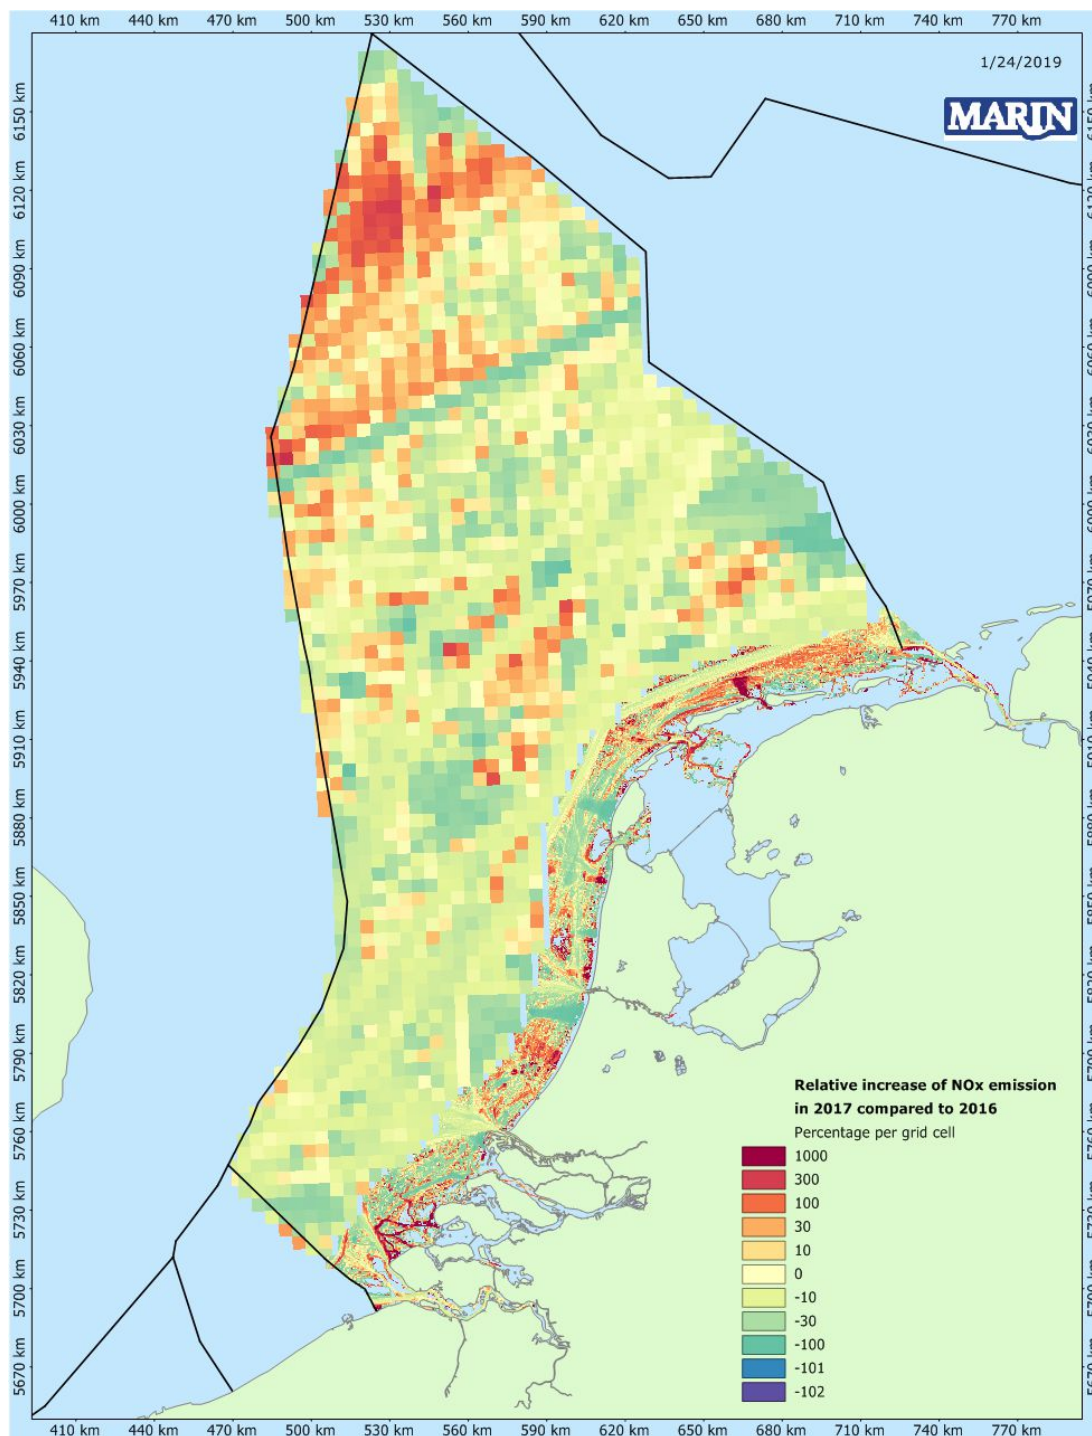 410 km 440 km 470 km 500 km 530 km 560 km 590 km 620 km 650 km 680 km 710 km 740 km 770 km
1/24/2019
MARIN
6150 km
6120 km
6090 km
6060 km
6030 km
6000 km
5970 km
5940 km
5910 km
5880 km
5850 km
5820 km
5790 km
5760 km
5730 km
5700 km
5670 km
Relative increase of NOx emission
in 2017 compared to 2016
Percentage per grid cell
1000
300
100
30
10
0
-10
-30
-100
-101
-102
410 km 440 km 470 km 500 km 530 km 560 km 590 km 620 km 650 km 680 km 710 km 740 km 770 km